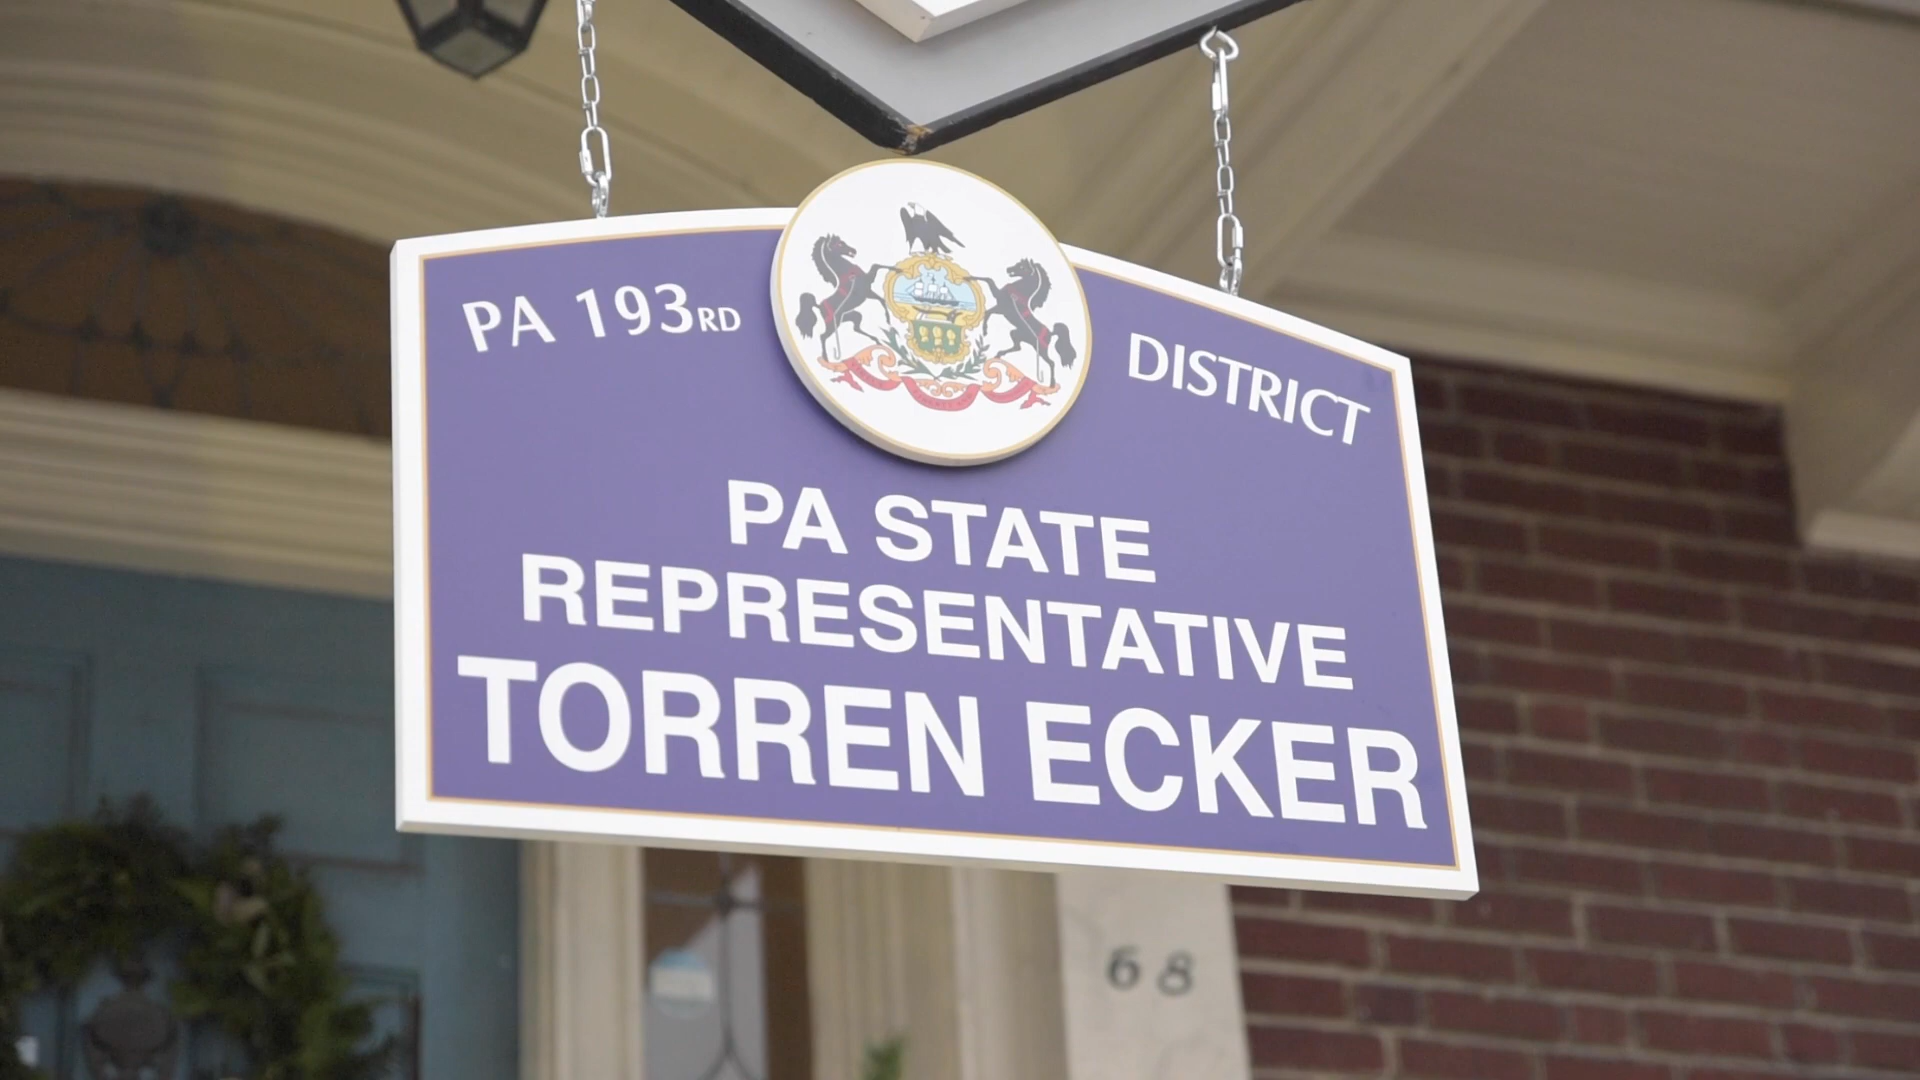 PA 193RD DISTRICT
PA STATE
REPRESENTATIVE
TORREN ECKER
68